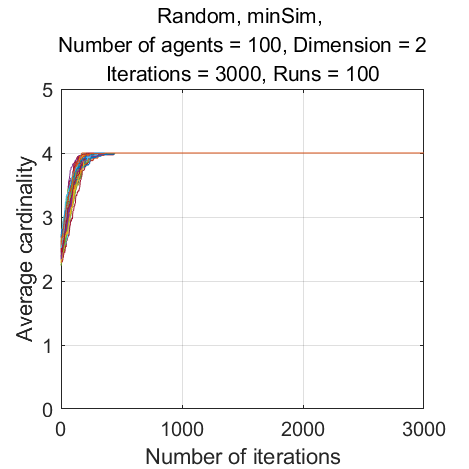 Random, minSim,
Number of agents = 100, Dimension = 2
Iterations = 3000, Runs = 100
5
4
3
2
1
0
Average cardinality
0 1000 2000 3000
Number of iterations